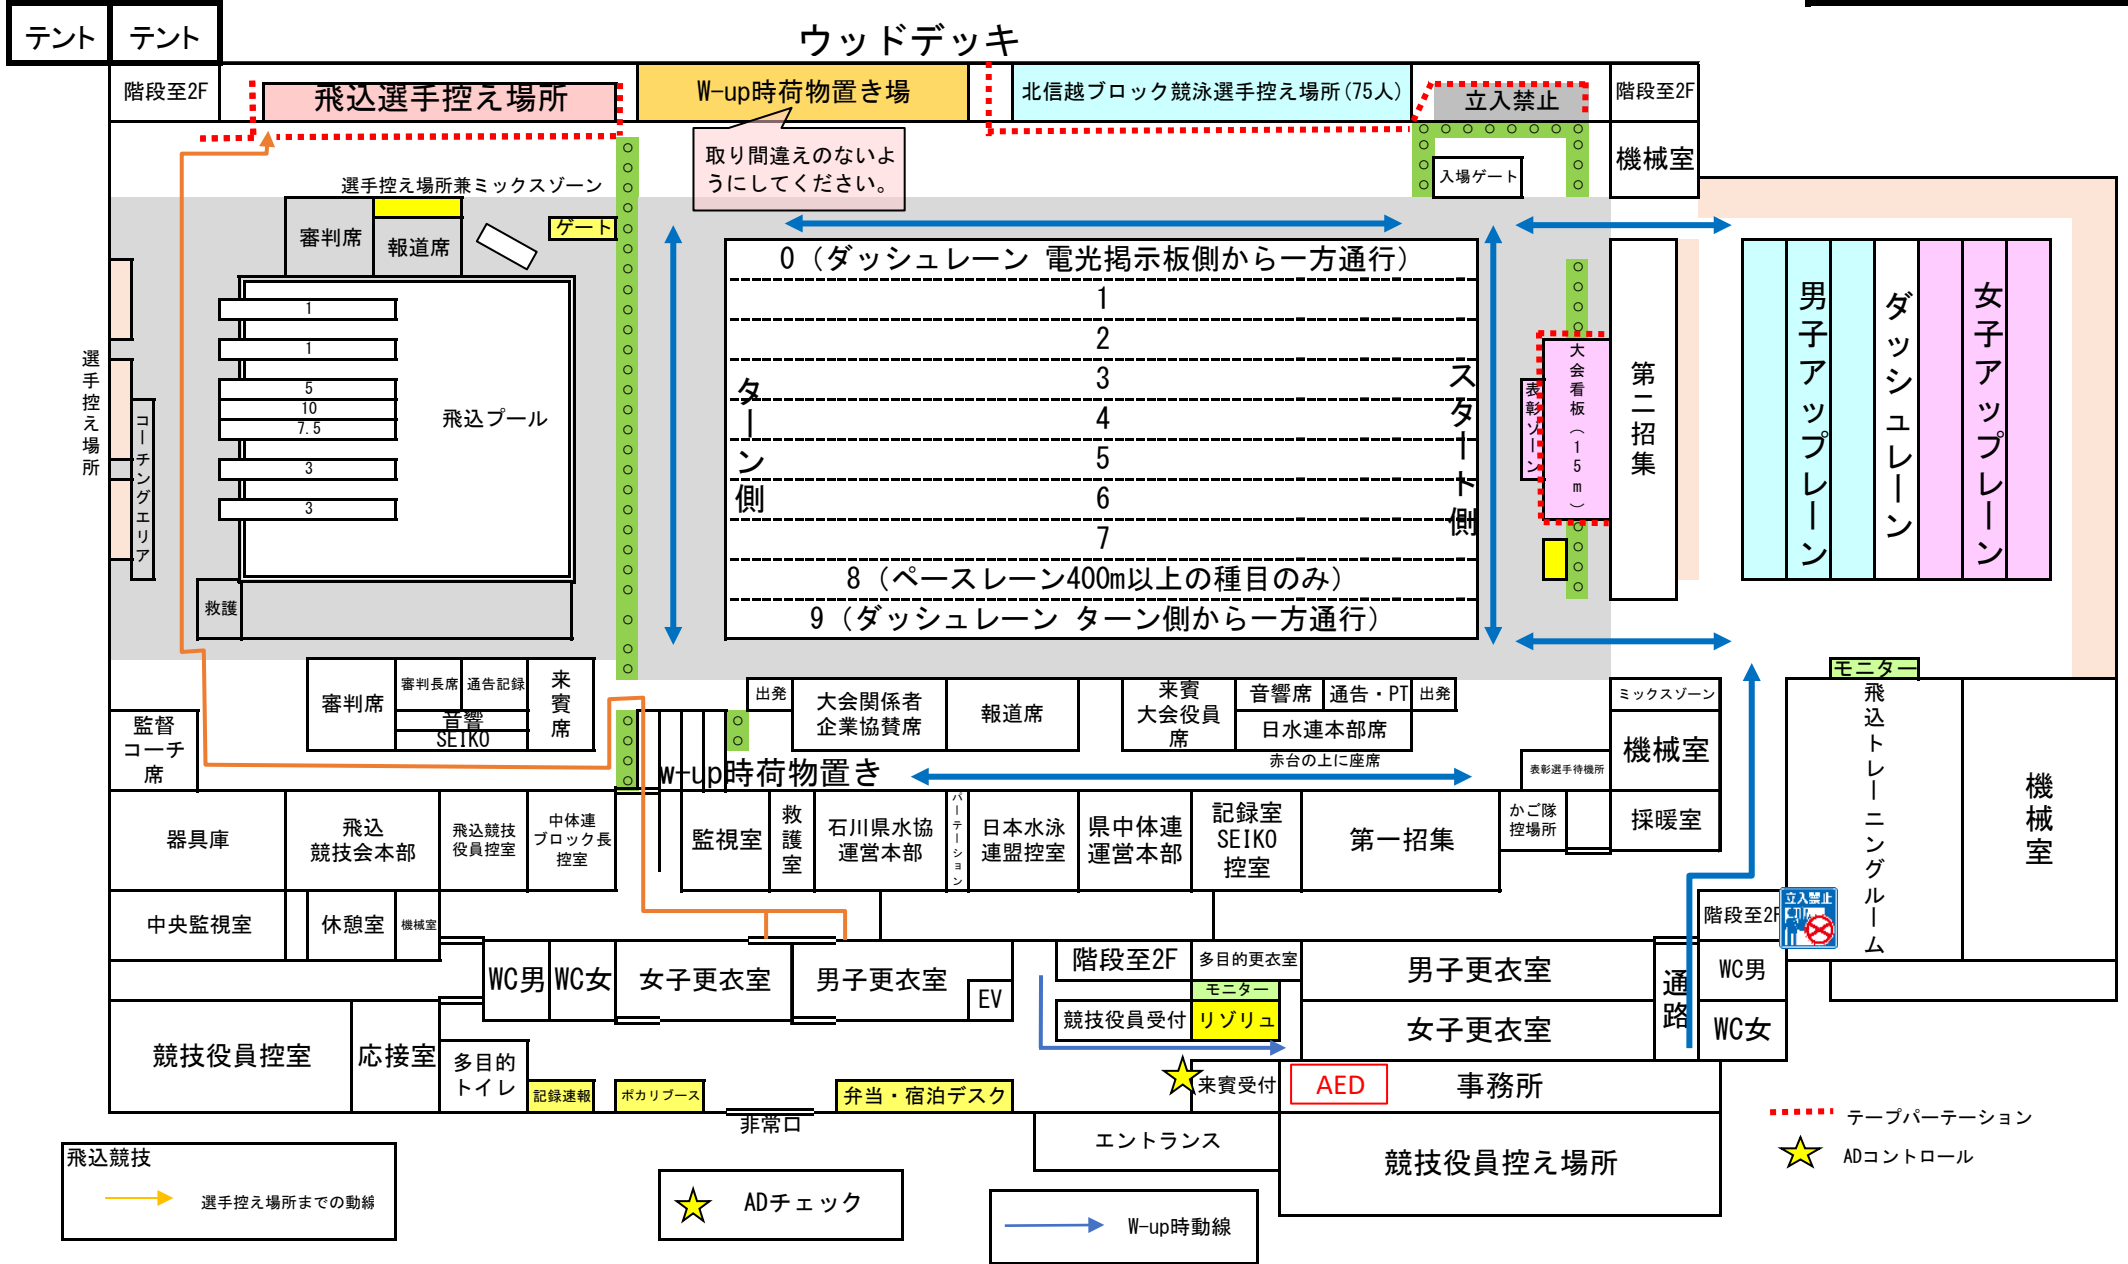 テント
テント
ウッドデッキ
階段至2F
飛込選手控え場所
W-up時荷物置き場
北信越ブロック競泳選手控え場所(75人)
立入禁止
階段至2F
取り間違えのないよ
うにしてください。
機械室
入場ゲート
選手控え場所兼ミックスゾーン
審判席
報道席
ゲート
0（ダッシュレーン 電光掲示板側から一方通行）
1
2
3
4
5
6
7
8（ペースレーン400m以上の種目のみ）
9（ダッシュレーン ターン側から一方通行）
ターン側
スタート側
1
1
5
10
7.5
3
3
飛込プール
選手控え場所
コーチングエリア
救護
表彰ゾーン
大会看板（15m）
第二招集
男子アップレーン
ダッシュレーン
女子アップレーン
審判席
審判長席
通告記録
音響
SEIKO
来賓席
監督
コーチ
席
出発
大会関係者
企業協賛席
報道席
来賓
大会役員
席
音響席
通告・PT
出発
日水連本部席
赤台の上に座席
ミックスゾーン
機械室
表彰選手待機所
w-up時荷物置き
モニター
飛込トレーニングルーム
機械室
器具庫
飛込
競技会本部
飛込競技
役員控室
中体連
ブロック長
控室
監視室
救護室
石川県水協
運営本部
パーテーション
日本水泳
連盟控室
県中体連
運営本部
記録室
SEIKO
控室
第一招集
かご隊
控場所
採暖室
中央監視室
休憩室
機械室
階段至2F
立入禁止
WC男
WC女
女子更衣室
男子更衣室
EV
階段至2F
多目的更衣室
モニター
競技役員受付
リゾリュ
男子更衣室
女子更衣室
通路
WC男
WC女
競技役員控室
応接室
多目的
トイレ
記録速報
ポカリブース
非常口
弁当・宿泊デスク
来賓受付
AED
事務所
エントランス
競技役員控え場所
テープパーテーション
ADコントロール
飛込競技
選手控え場所までの動線
ADチェック
W-up時動線